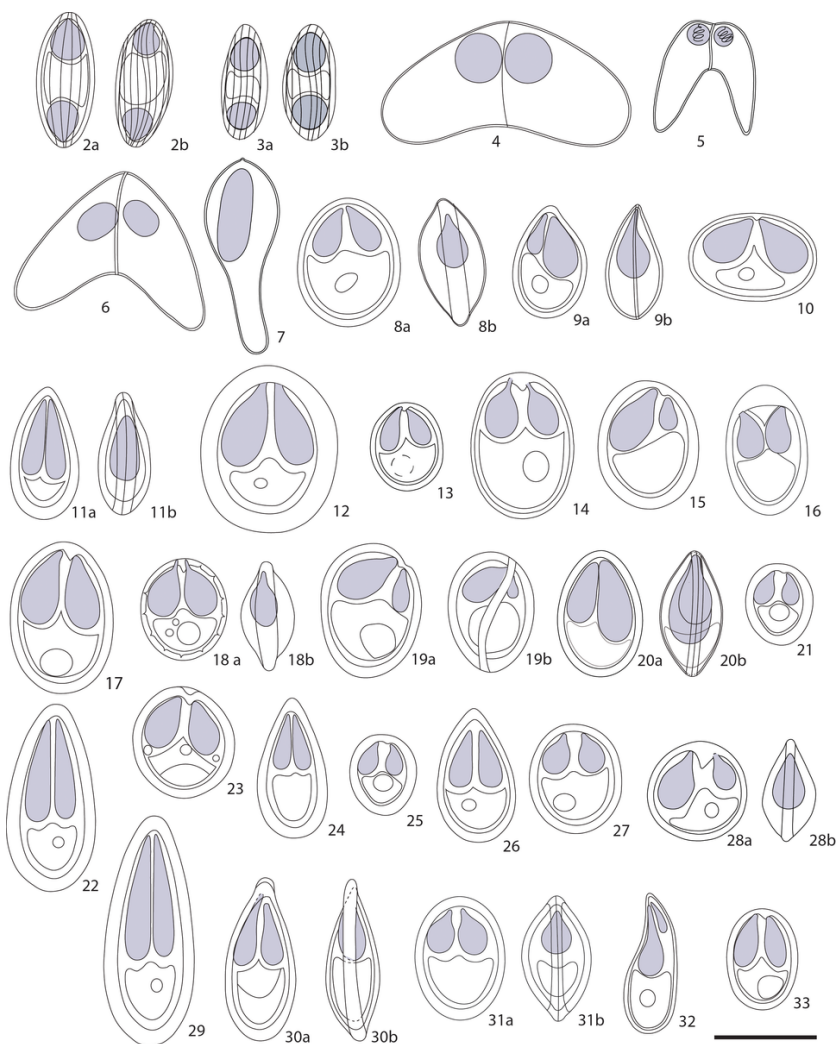 2a 2b 3a 3b 4 5
6 7 8a 8b 9a 9b 10
11a 11b 12 13 14 15 16
17 18 a 18b 19a 19b 20a 20b 21
22 23 24 25 26 27 28a 28b
29 30a 30b 31a 31b 32 33